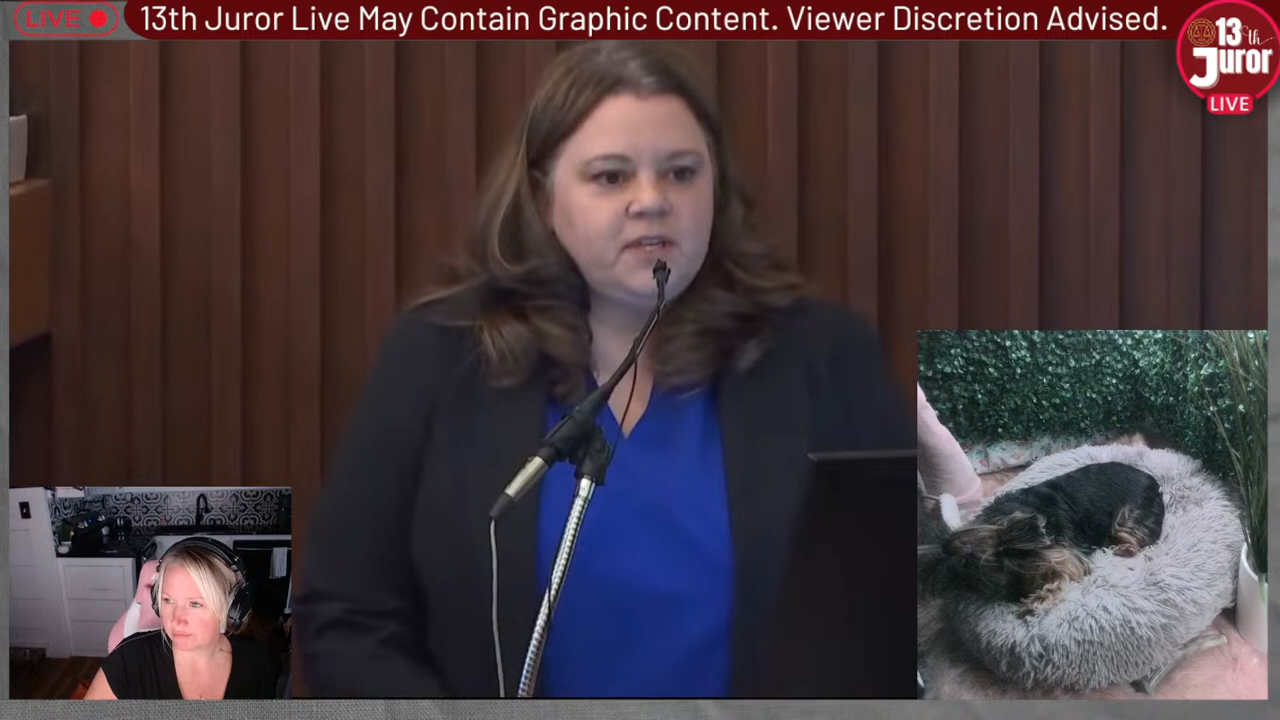 LIVE
13th Juror Live May Contain Graphic Content. Viewer Discretion Advised.
13th
Juror
LIVE